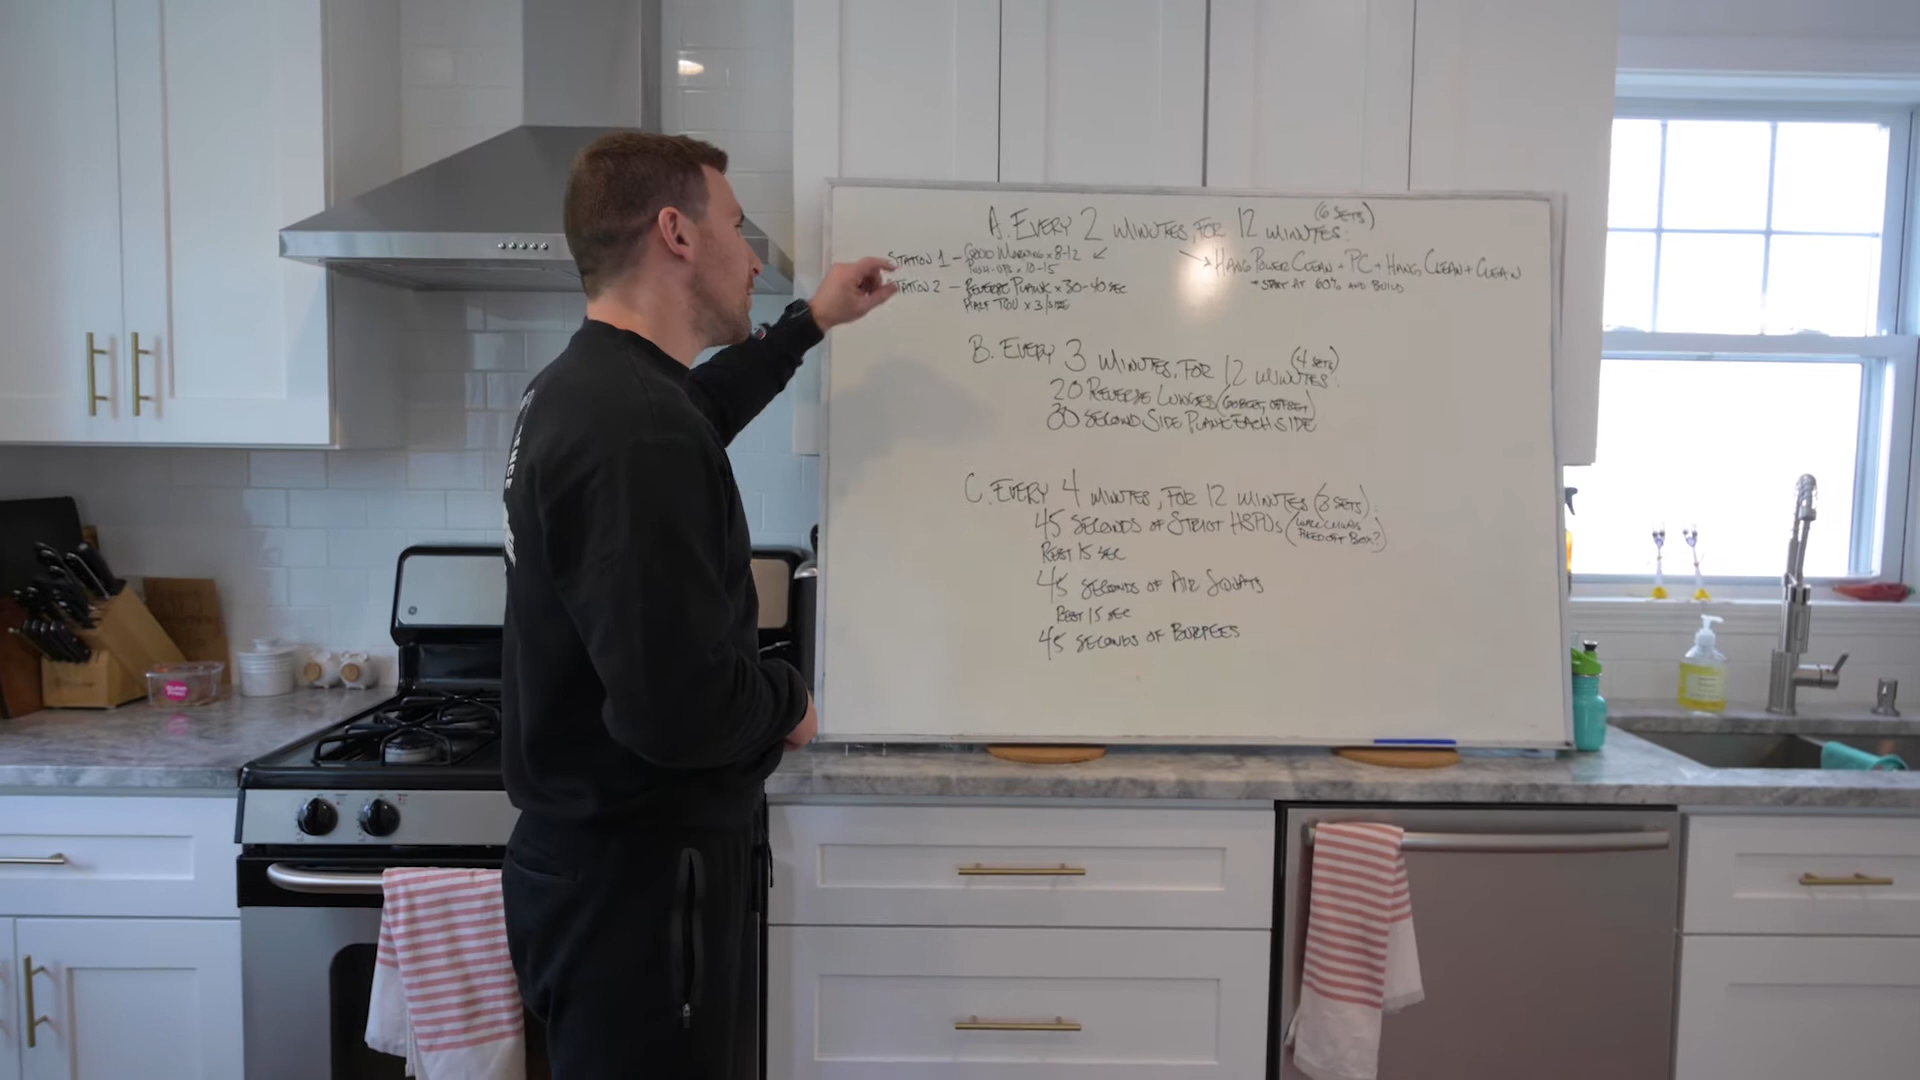 A. EVERY 2 MINUTES, FOR 12 MINUTES: (6 SETS)
STATION 1 - GOOD MORNING x 8-12
PUSH-UPS x 10-15
STATION 2 - REVERSE PLANK x 30-40 SEC
HALF TGU x 3/SIDE
HANG POWER CLEAN + PC + HANG CLEAN + CLEAN
START AT 60% AND BUILD
B. EVERY 3 MINUTES, FOR 12 MINUTES: (4 SETS)
20 REVERSE LUNGES (GOBLET, OFFSET)
30 SECOND SIDE PLANK EACH SIDE
C. EVERY 4 MINUTES, FOR 12 MINUTES (3 SETS):
45 SECONDS OF STRICT HSPUs (WALL CLIMBS
PIKED OFF BOX?)
REST 15 SEC
45 SECONDS OF AIR SQUATS
REST 15 SEC
45 SECONDS OF BURPEES